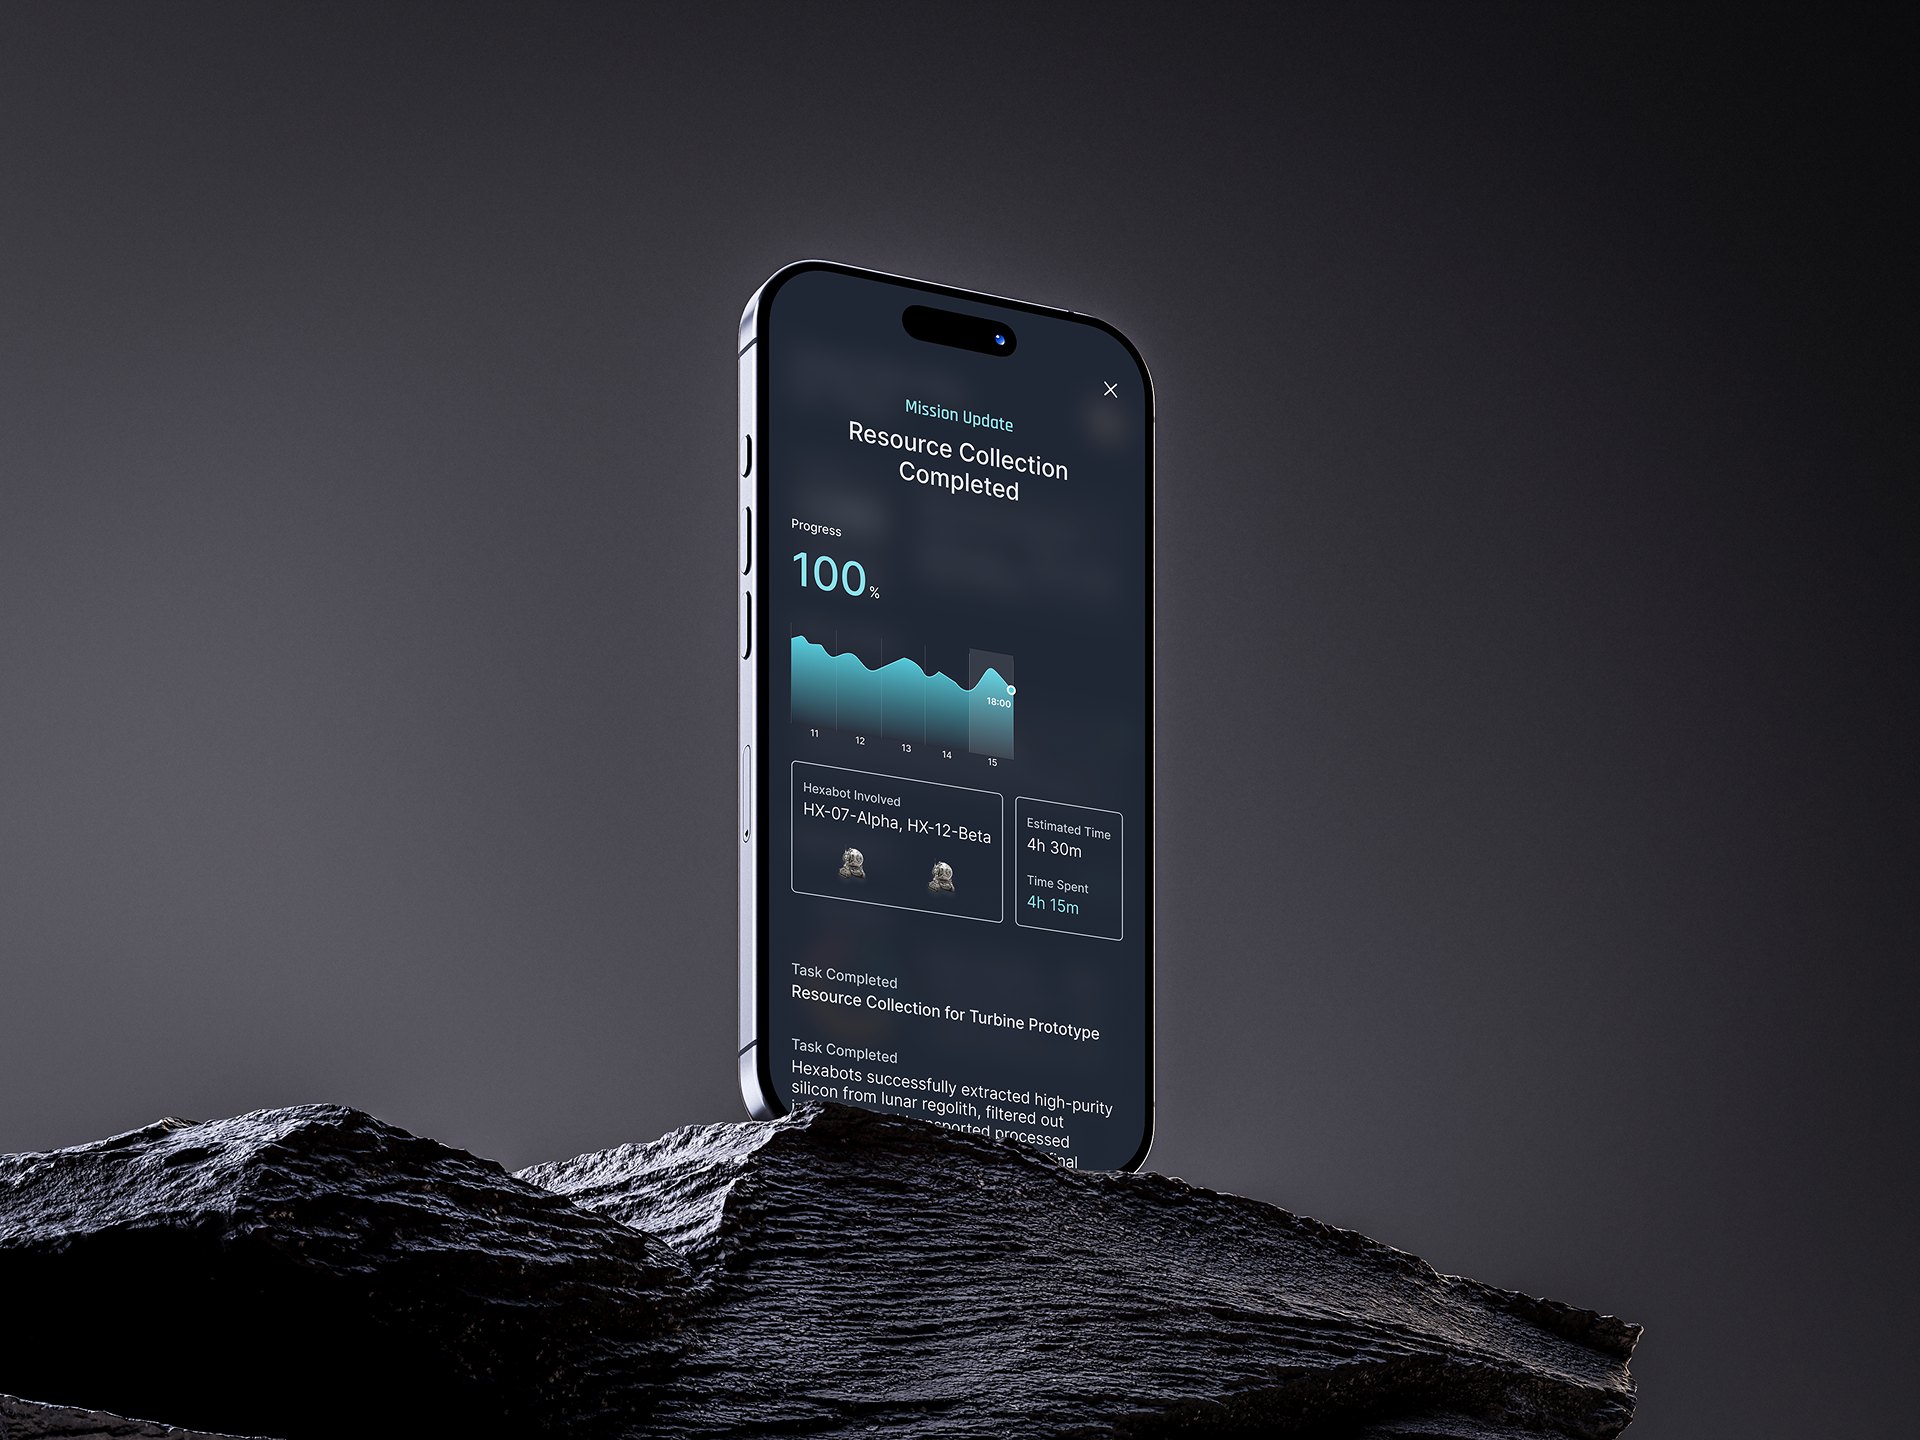 Mission Update
Resource Collection
Completed
Progress
100%
18:00
11 12 13 14 15
Hexabot Involved
HX-07-Alpha, HX-12-Beta
Estimated Time
4h 30m
Time Spent
4h 15m
Task Completed
Resource Collection for Turbine Prototype
Task Completed
Hexabots successfully extracted high-purity
silicon from lunar regolith, filtered out
processed
final